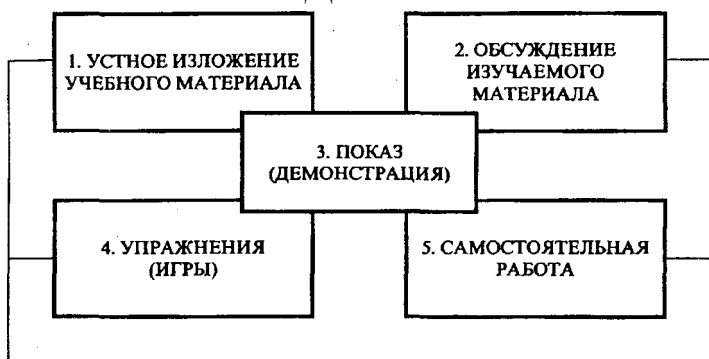 1. УСТНОЕ ИЗЛОЖЕНИЕ
УЧЕБНОГО МАТЕРИАЛА
2. ОБСУЖДЕНИЕ
ИЗУЧАЕМОГО
МАТЕРИАЛА
3. ПОКАЗ
(ДЕМОНСТРАЦИЯ)
4. УПРАЖНЕНИЯ
(ИГРЫ)
5. САМОСТОЯТЕЛЬНАЯ
РАБОТА